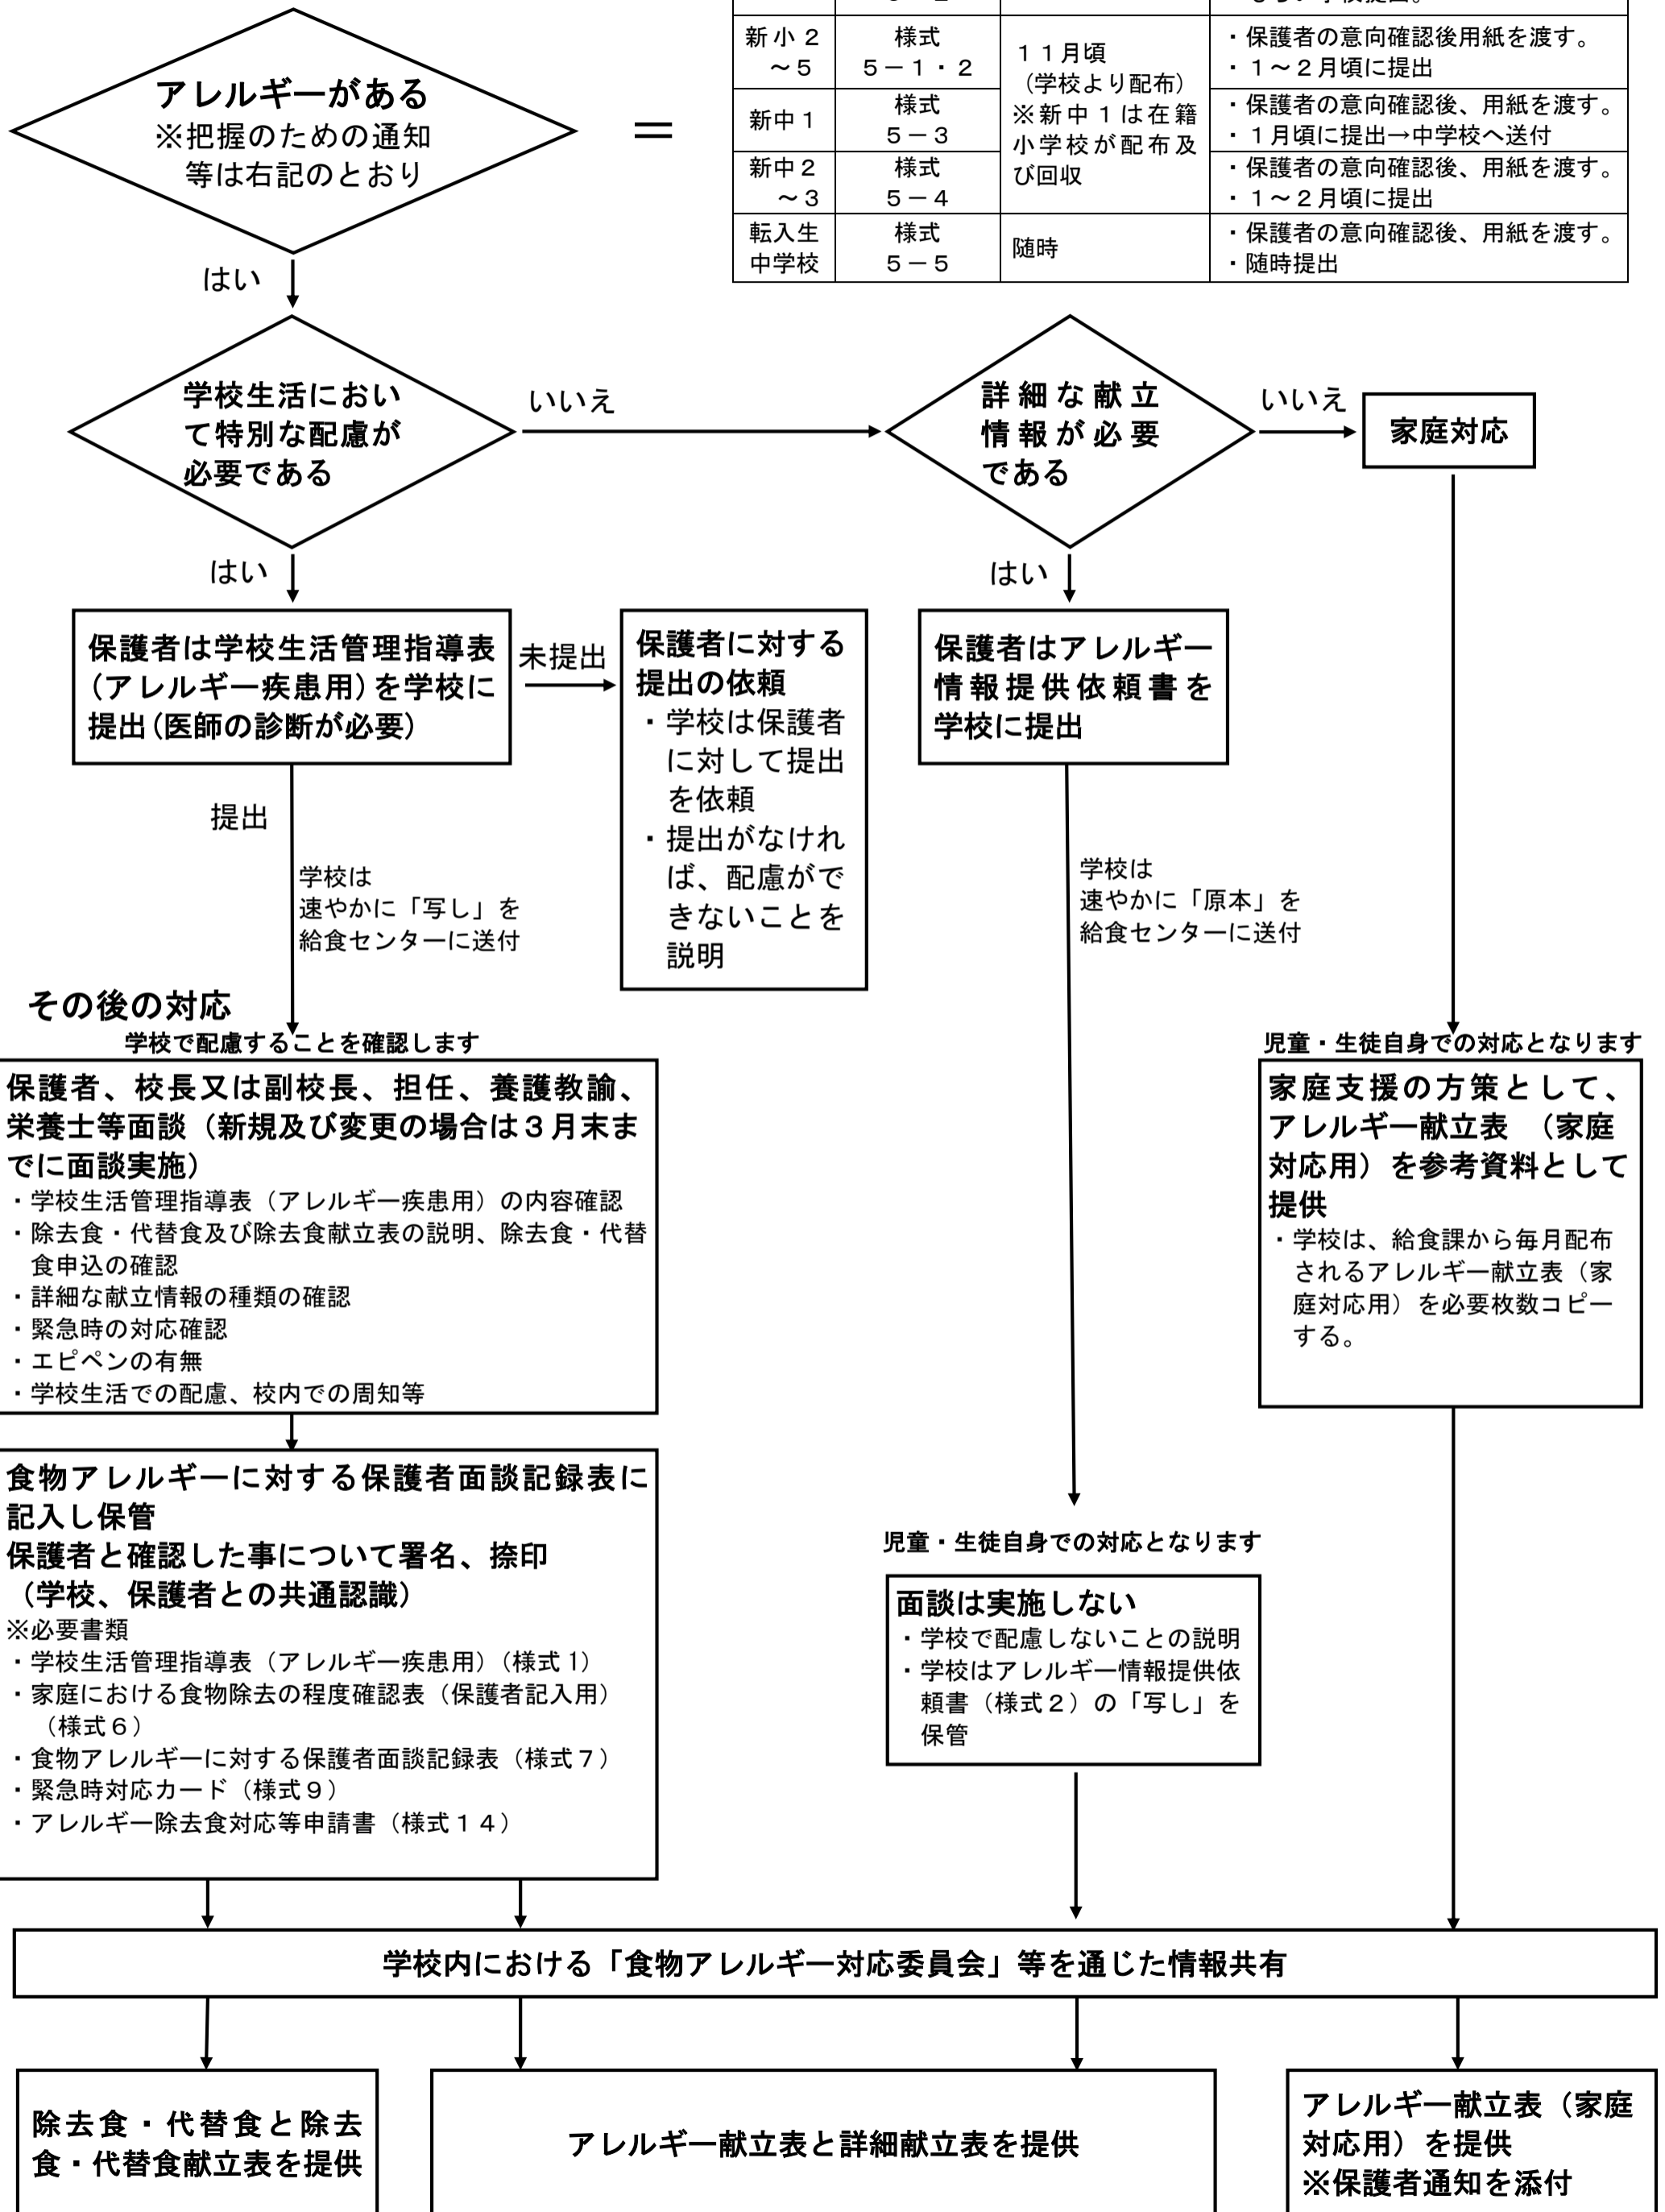 アレルギーがある
※把握のための通知
等は右記のとおり
＝
新小２
～５
様式
５－１・２
１１月頃
（学校より配布）
※新中１は在籍
小学校が配布及
び回収
・保護者の意向確認後用紙を渡す。
・１～２月頃に提出
新中１
様式
５－３
・保護者の意向確認後、用紙を渡す。
・１月頃に提出→中学校へ送付
新中２
～３
様式
５－４
・保護者の意向確認後、用紙を渡す。
・１～２月頃に提出
転入生
中学校
様式
５－５
随時
・保護者の意向確認後、用紙を渡す。
・随時提出
はい
学校生活におい
て特別な配慮が
必要である
いいえ
詳細な献立
情報が必要
である
いいえ
家庭対応
はい
はい
保護者は学校生活管理指導表
（アレルギー疾患用）を学校に
提出（医師の診断が必要）
未提出
保護者に対する
提出の依頼
・学校は保護者
に対して提出
を依頼
・提出がなけれ
ば、配慮がで
きないことを
説明
保護者はアレルギー
情報提供依頼書を
学校に提出
提出
学校は
速やかに「写し」を
給食センターに送付
学校は
速やかに「原本」を
給食センターに送付
その後の対応
学校で配慮することを確認します
保護者、校長又は副校長、担任、養護教諭、
栄養士等面談（新規及び変更の場合は３月末ま
でに面談実施）
・学校生活管理指導表（アレルギー疾患用）の内容確認
・除去食・代替食及び除去食献立表の説明、除去食・代替
食申込の確認
・詳細な献立情報の種類の確認
・緊急時の対応確認
・エピペンの有無
・学校生活での配慮、校内での周知等
児童・生徒自身での対応となります
家庭支援の方策として、
アレルギー献立表　（家庭
対応用）を参考資料として
提供
・学校は、給食課から毎月配布
されるアレルギー献立表（家
庭対応用）を必要枚数コピー
する。
食物アレルギーに対する保護者面談記録表に
記入し保管
保護者と確認した事について署名、捺印
（学校、保護者との共通認識）
※必要書類
・学校生活管理指導表（アレルギー疾患用）（様式１）
・家庭における食物除去の程度確認表（保護者記入用）
（様式６）
・食物アレルギーに対する保護者面談記録表（様式７）
・緊急時対応カード（様式９）
・アレルギー除去食対応等申請書（様式１４）
児童・生徒自身での対応となります
面談は実施しない
・学校で配慮しないことの説明
・学校はアレルギー情報提供依
頼書（様式２）の「写し」を
保管
学校内における「食物アレルギー対応委員会」等を通じた情報共有
除去食・代替食と除去
食・代替食献立表を提供
アレルギー献立表と詳細献立表を提供
アレルギー献立表（家庭
対応用）を提供
※保護者通知を添付